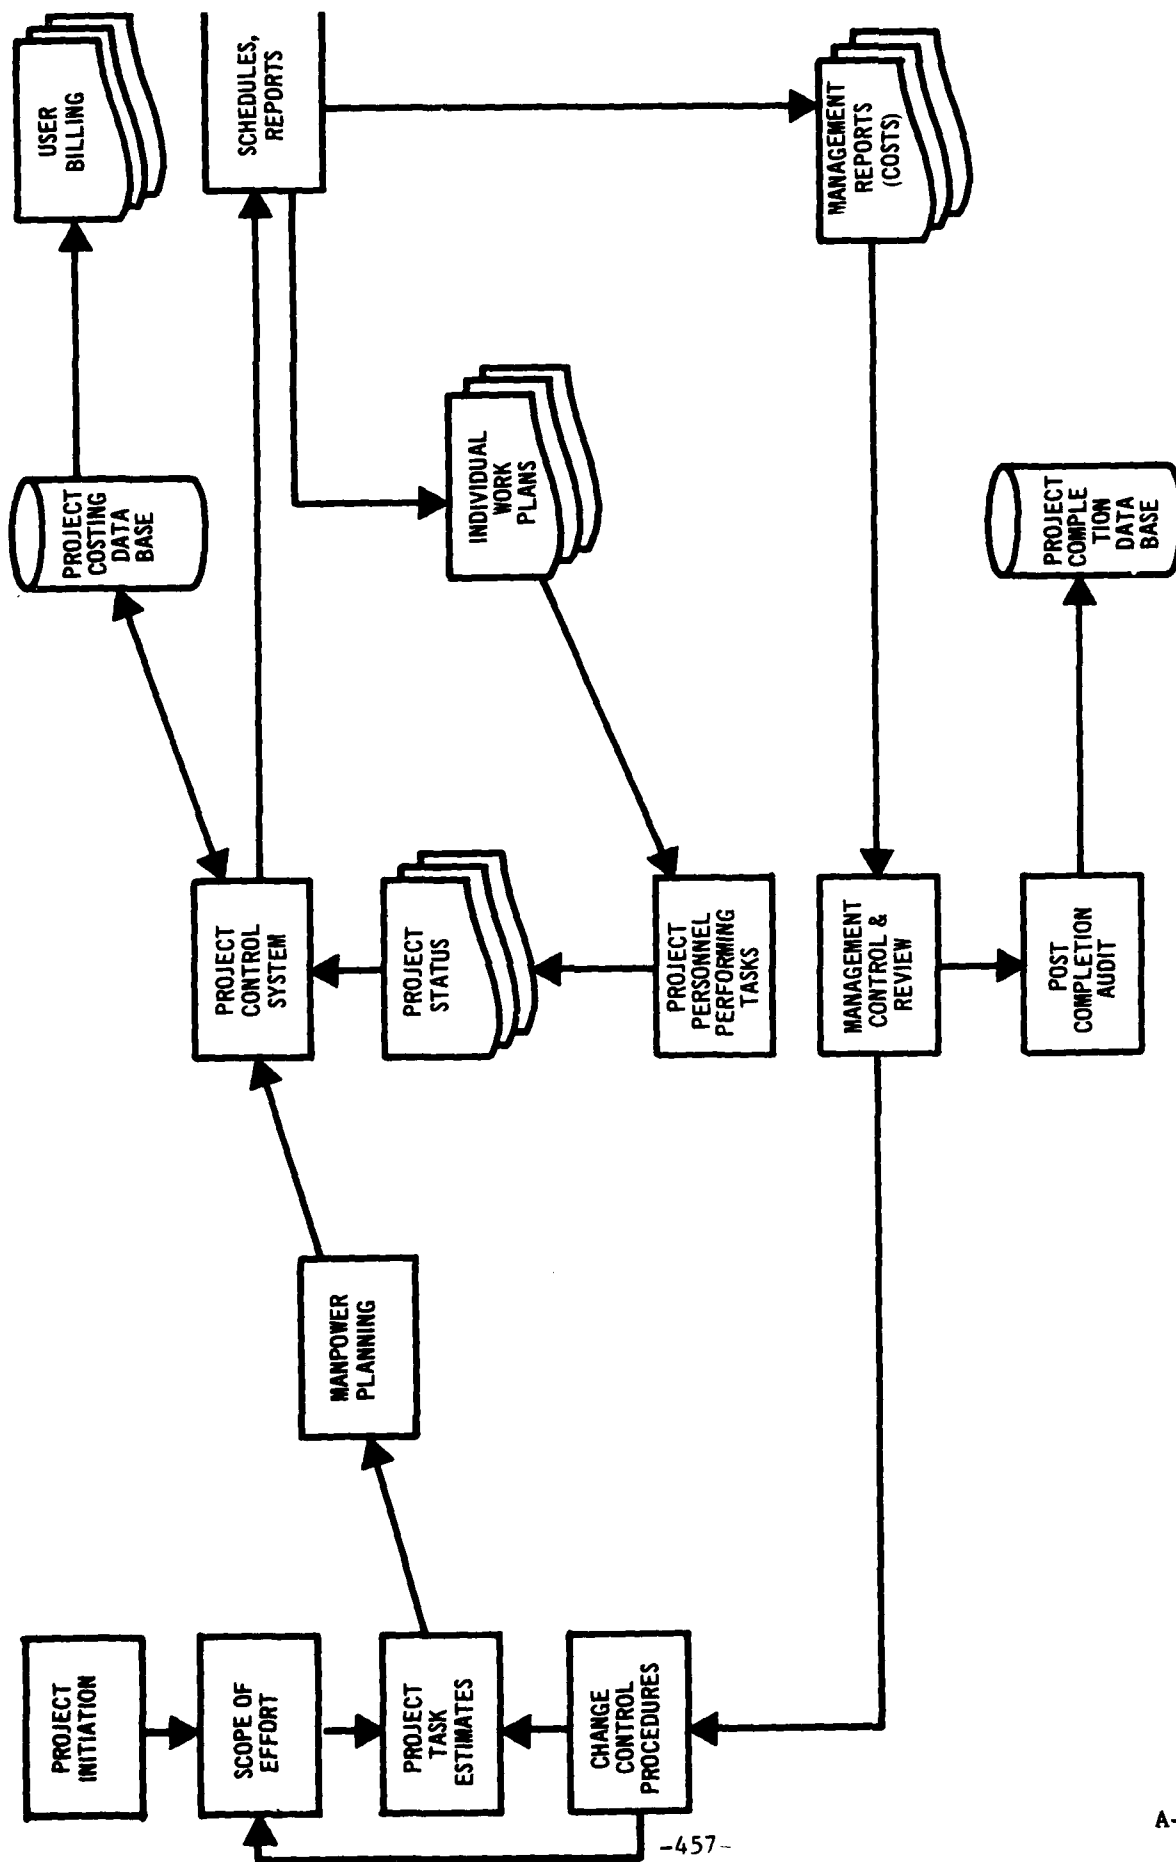 PROJECT
INITIATION
SCOPE OF
EFFORT
PROJECT
TASK
ESTIMATES
CHANGE
CONTROL
PROCEDURES
MANPOWER
PLANNING
PROJECT
CONTROL
SYSTEM
PROJECT
STATUS
PROJECT
PERSONNEL
PERFORMING
TASKS
MANAGEMENT
CONTROL &
REVIEW
POST
COMPLETION
AUDIT
PROJECT
COSTING
DATA
BASE
INDIVIDUAL
WORK
PLANS
PROJECT
COMPLE
TION
DATA
BASE
USER
BILLING
SCHEDULES,
REPORTS
MANAGEMENT
REPORTS
(COSTS)
-457-
A-